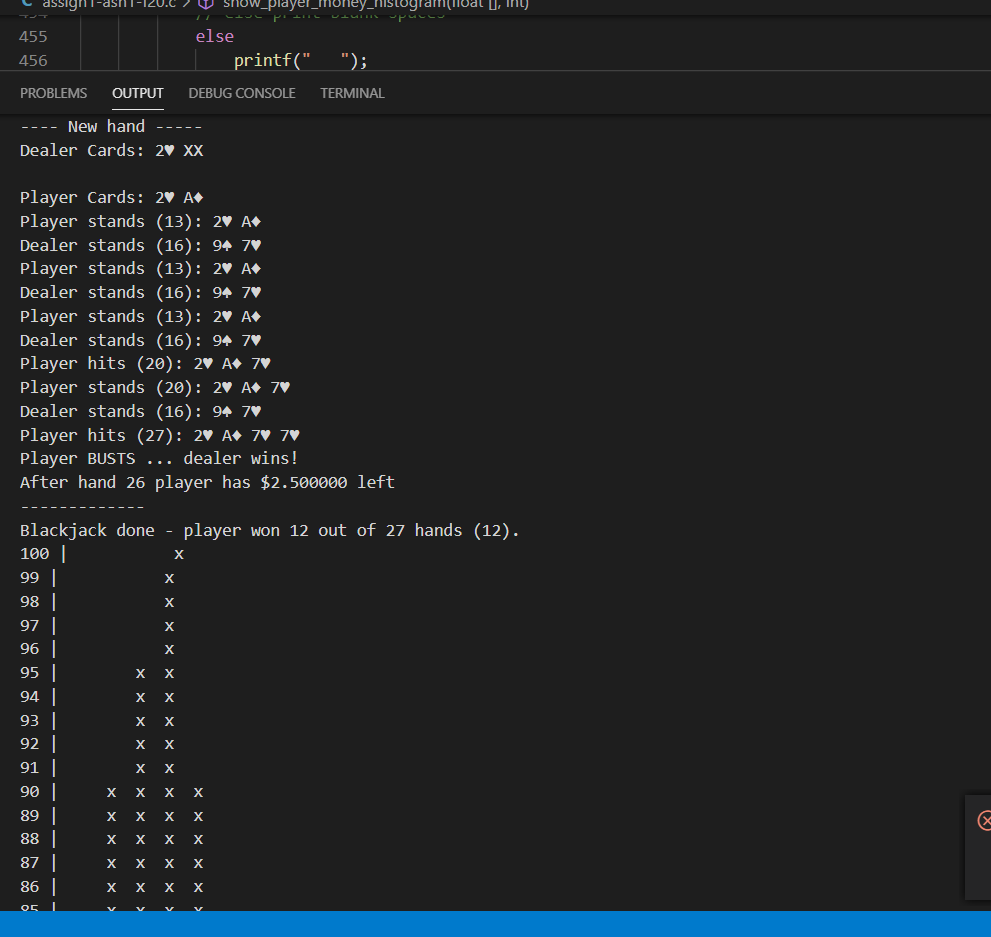 assign1-ash1-f20.c > show_player_money_histogram(float [], int)
454 // else print blank spaces
455 else
456 printf("   ");
PROBLEMS OUTPUT DEBUG CONSOLE TERMINAL
---- New hand -----
Dealer Cards: 2♥ XX
Player Cards: 2♥ A♦
Player stands (13): 2♥ A♦
Dealer stands (16): 9♠ 7♥
Player stands (13): 2♥ A♦
Dealer stands (16): 9♠ 7♥
Player stands (13): 2♥ A♦
Dealer stands (16): 9♠ 7♥
Player hits (20): 2♥ A♦ 7♥
Player stands (20): 2♥ A♦ 7♥
Dealer stands (16): 9♠ 7♥
Player hits (27): 2♥ A♦ 7♥ 7♥
Player BUSTS ... dealer wins!
After hand 26 player has $2.500000 left
-------------
Blackjack done - player won 12 out of 27 hands (12).
100 |           x
99 |           x
98 |           x
97 |           x
96 |           x
95 |        x  x
94 |        x  x
93 |        x  x
92 |        x  x
91 |        x  x
90 |     x  x  x  x
89 |     x  x  x  x
88 |     x  x  x  x
87 |     x  x  x  x
86 |     x  x  x  x
85 |     x  x  x  x